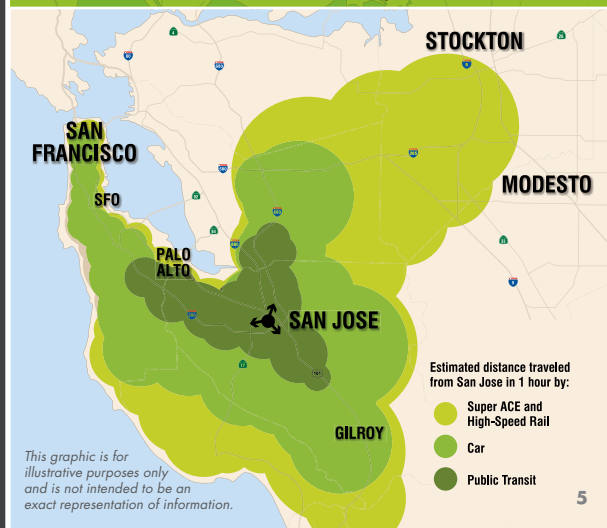 STOCKTON
SAN
FRANCISCO
SFO
MODESTO
PALO
ALTO
SAN JOSE
GILROY
Estimated distance traveled
from San Jose in 1 hour by:
Super ACE and
High-Speed Rail
Car
Public Transit
This graphic is for
illustrative purposes only
and is not intended to be an
exact representation of information.
5